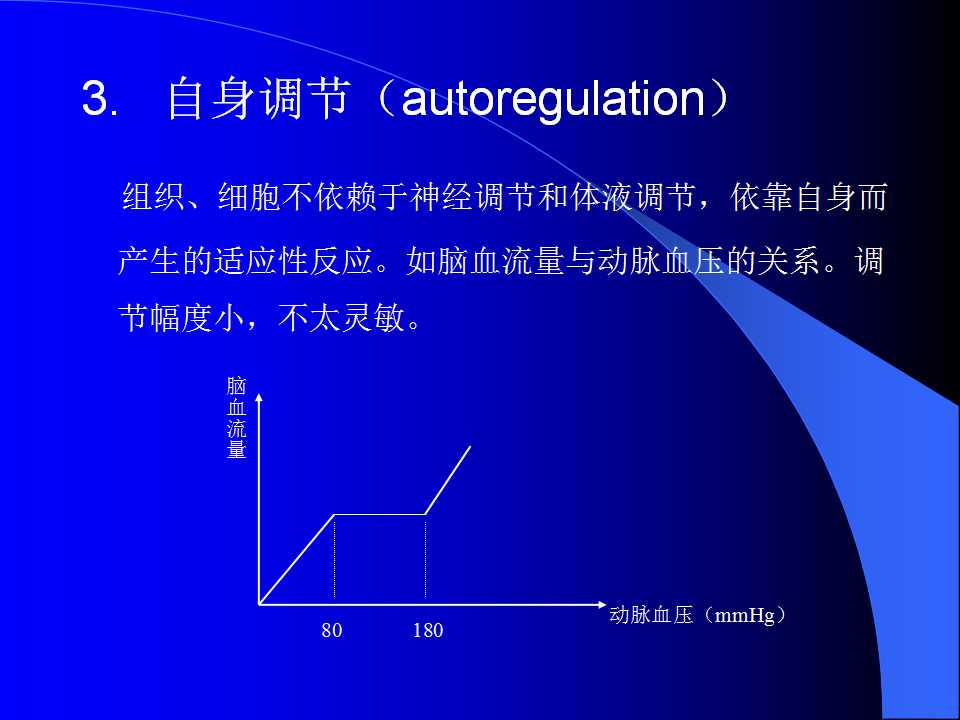 3. 自身调节（autoregulation）
组织、细胞不依赖于神经调节和体液调节，依靠自身而
产生的适应性反应。如脑血流量与动脉血压的关系。调
节幅度小，不太灵敏。
脑血流量
80 180
动脉血压（mmHg）